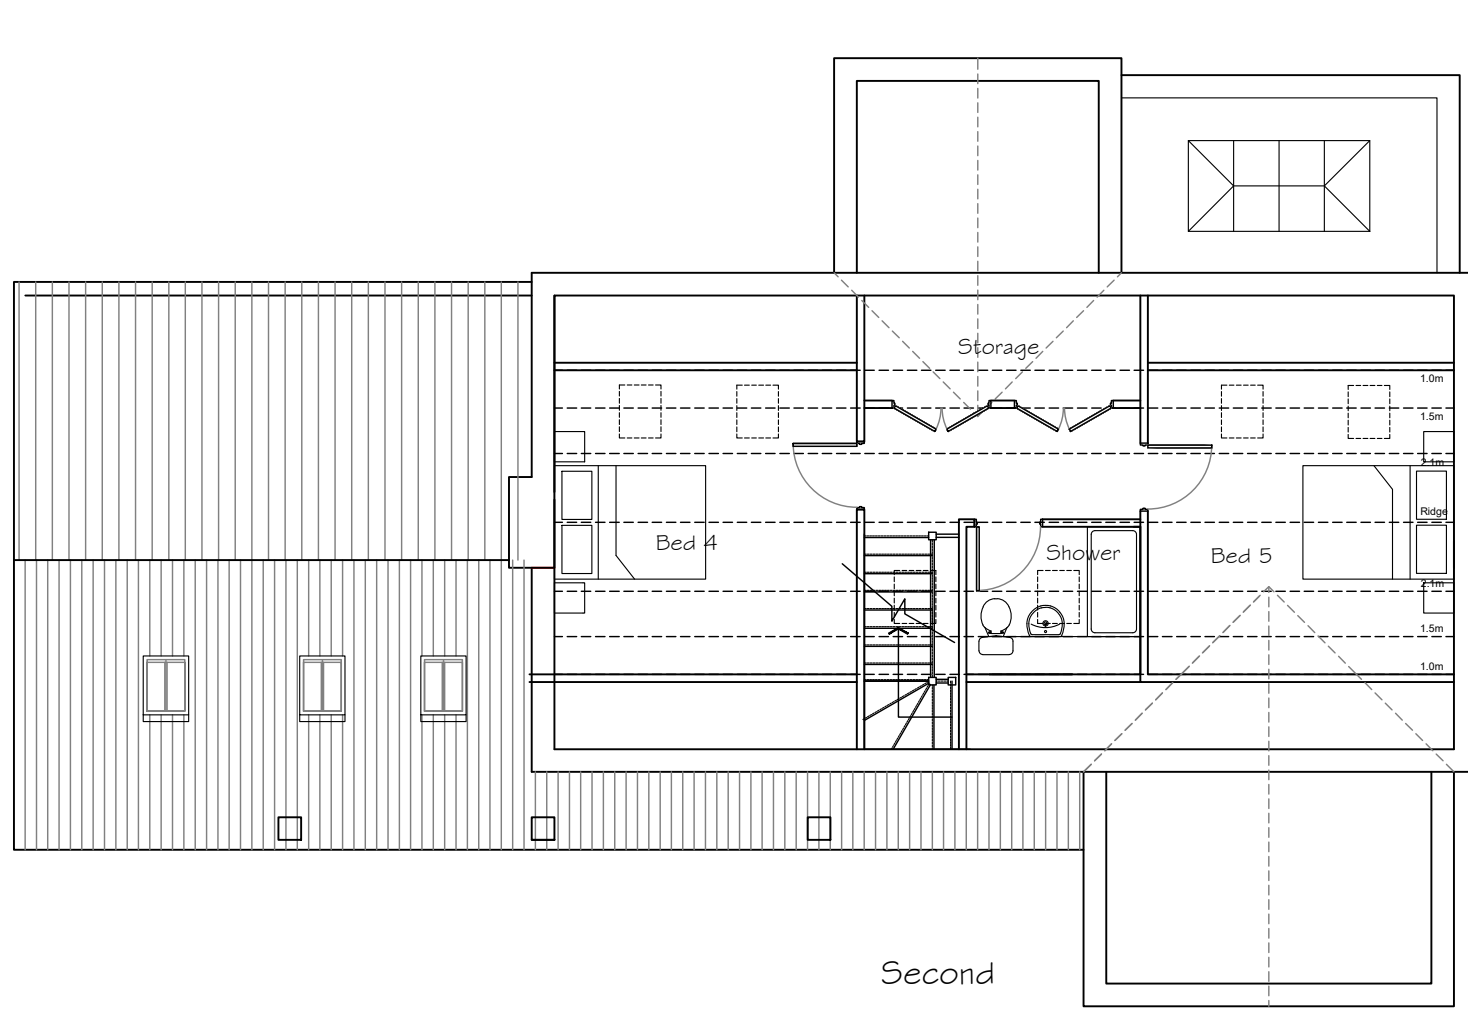 Storage
1.0m
1.5m
2.1m
Ridge
Bed 4
Shower
Bed 5
2.1m
1.5m
1.0m
Second